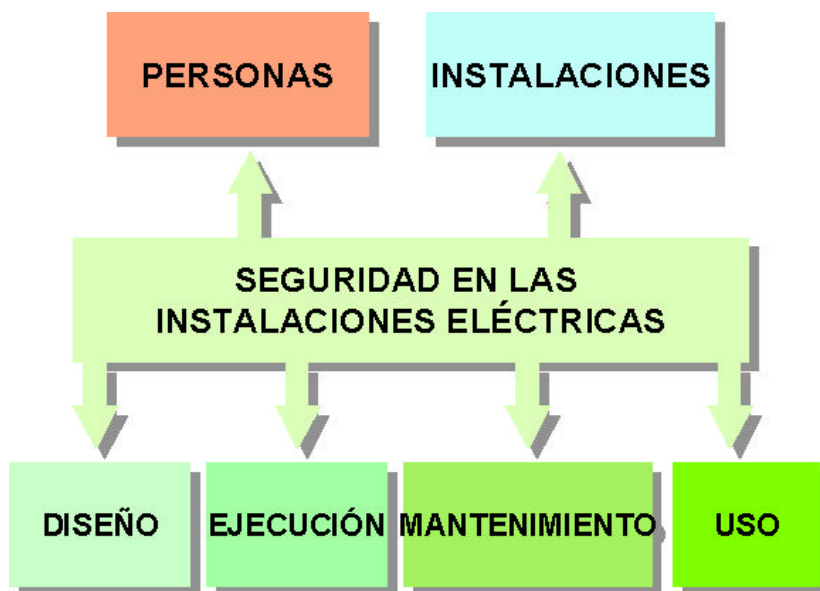 PERSONAS
INSTALACIONES
SEGURIDAD EN LAS
INSTALACIONES ELÉCTRICAS
DISEÑO
EJECUCIÓN
MANTENIMIENTO
USO